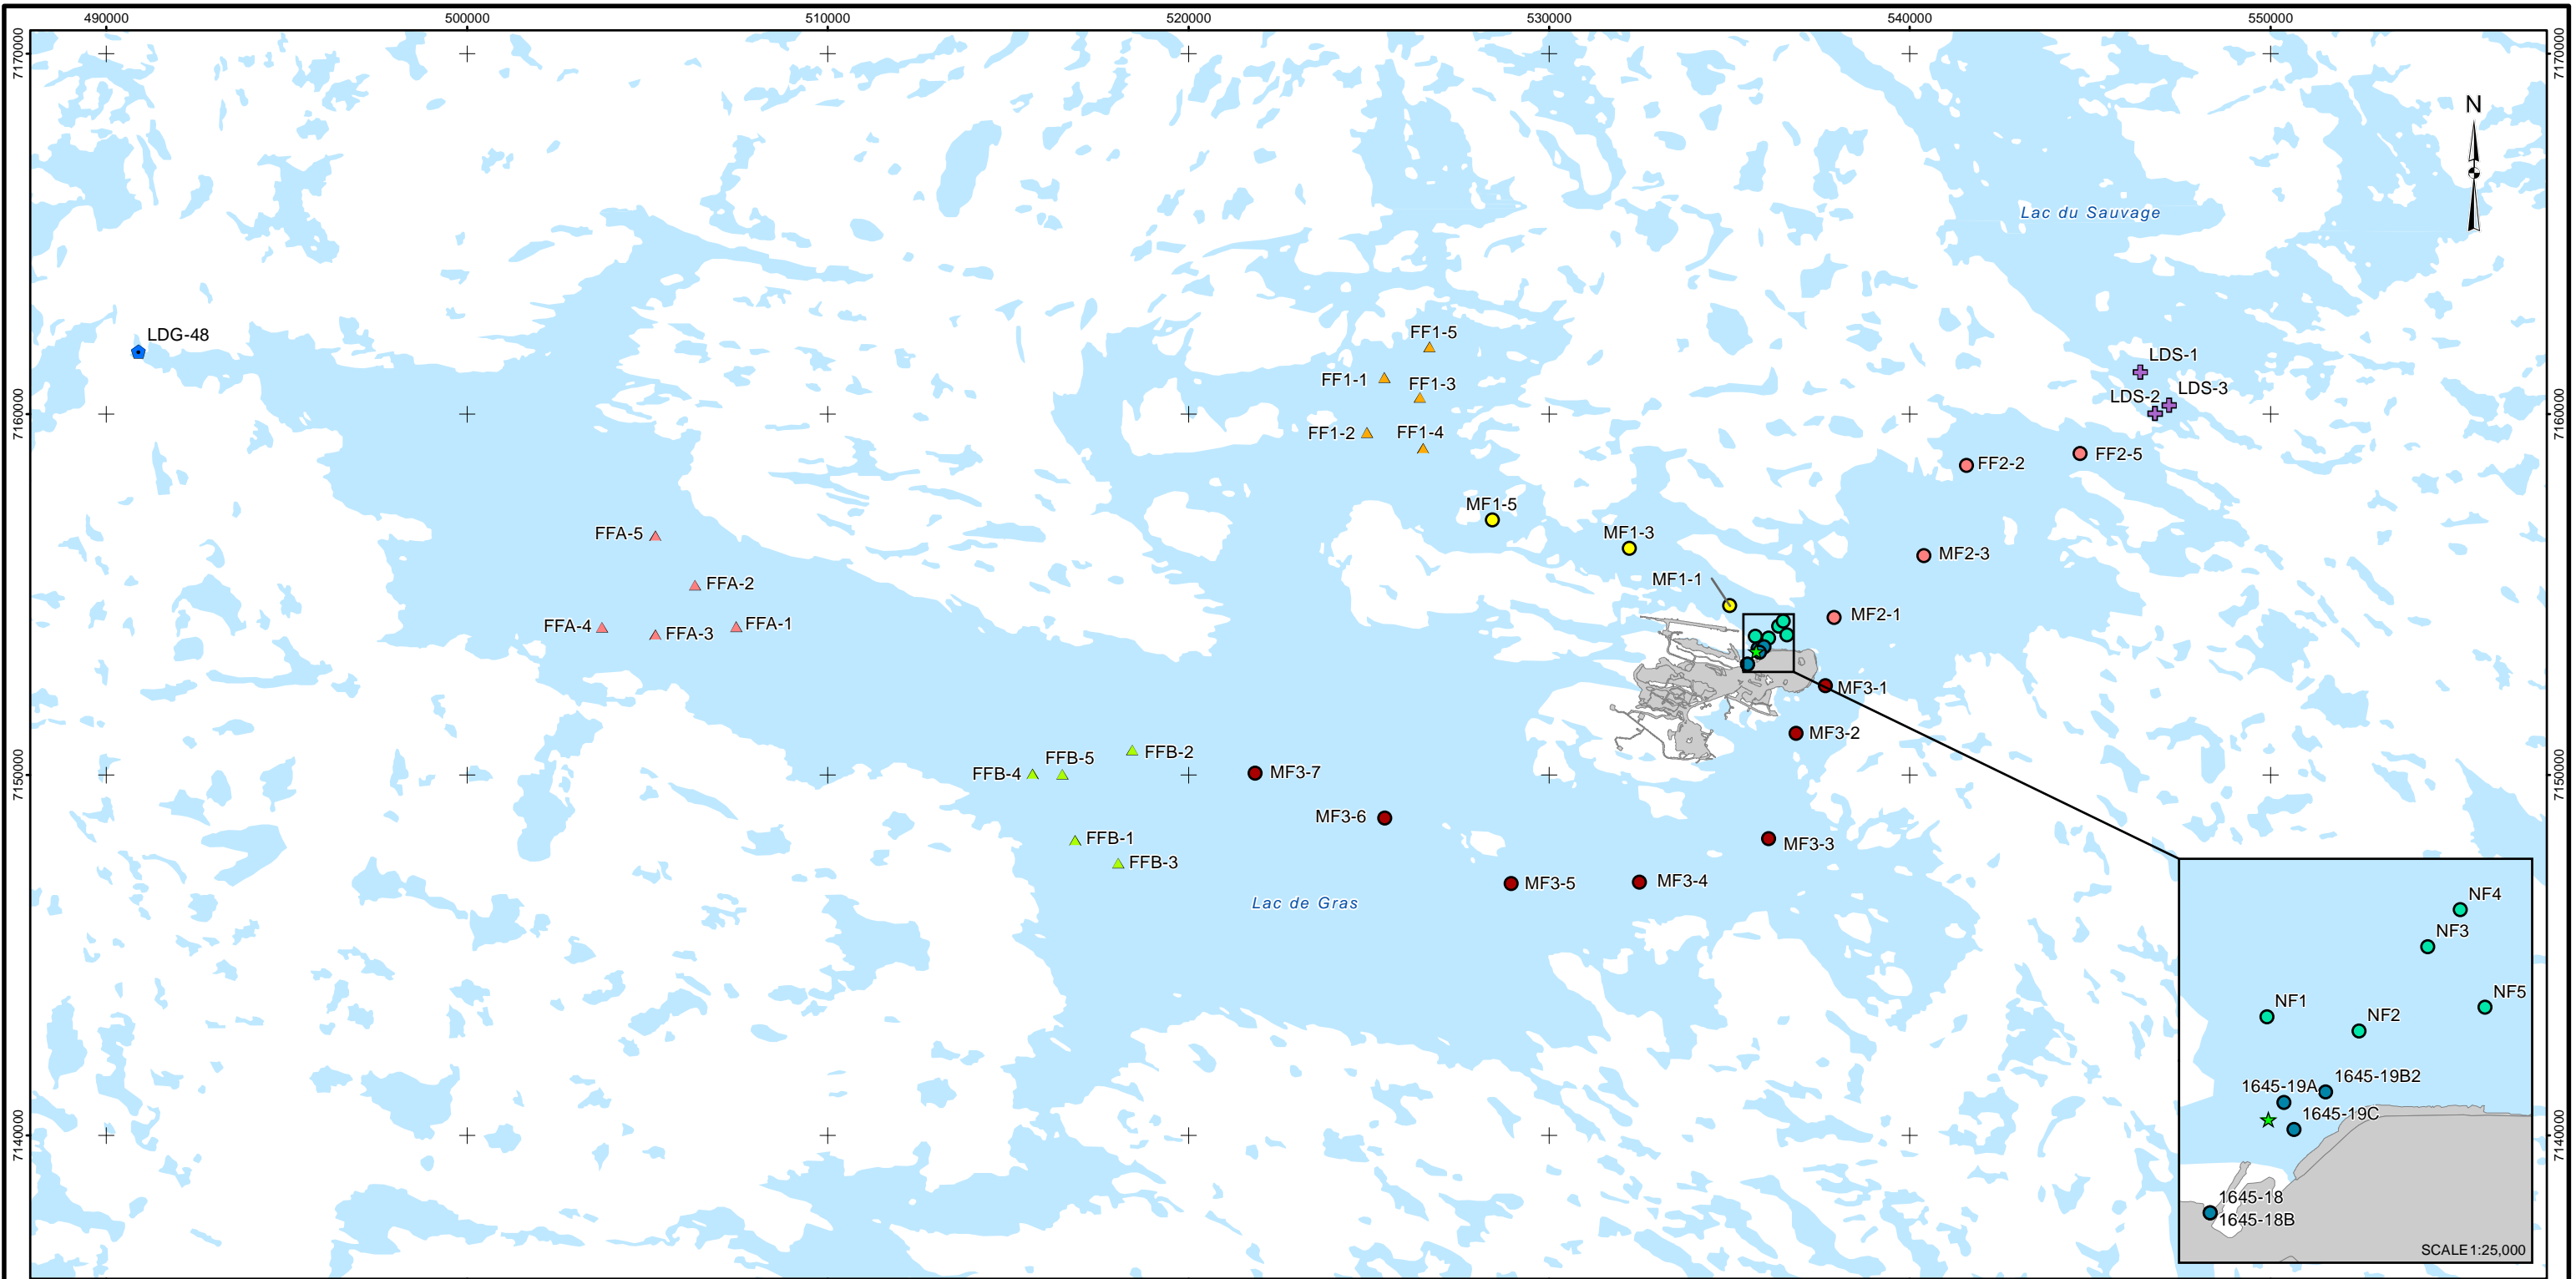 490000
500000
510000
520000
530000
540000
550000
7170000
7170000
N
Lac du Sauvage
LDG-48
FF1-5
LDS-1
FF1-1
FF1-3
LDS-3
LDS-2
7160000
7160000
FF1-2
FF1-4
FF2-2
FF2-5
MF1-5
FFA-5
MF1-3
MF2-3
FFA-2
MF1-1
MF2-1
FFA-4
FFA-3
FFA-1
MF3-1
MF3-2
FFB-2
FFB-5
FFB-4
MF3-7
7150000
7150000
MF3-6
FFB-1
MF3-3
FFB-3
MF3-5
MF3-4
Lac de Gras
NF4
NF3
NF5
NF1
NF2
1645-19B2
1645-19A
1645-19C
7140000
7140000
1645-18
1645-18B
SCALE 1:25,000